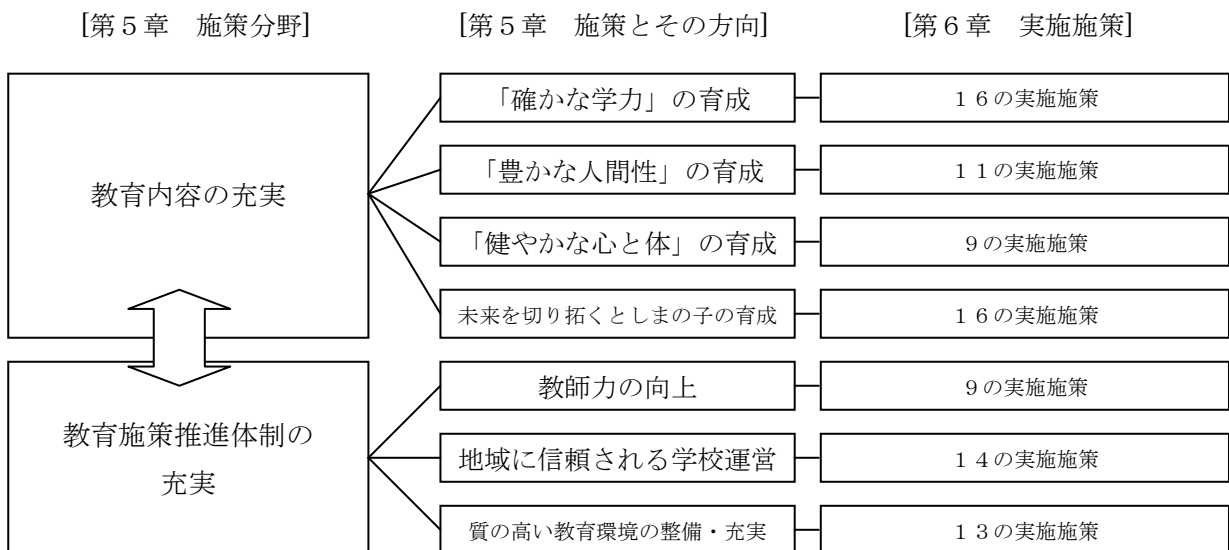 [第５章　施策分野]
[第５章　施策とその方向]
[第６章　実施施策]
教育内容の充実
「確かな学力」の育成
１６の実施施策
「豊かな人間性」の育成
１１の実施施策
「健やかな心と体」の育成
９の実施施策
未来を切り拓くとしまの子の育成
１６の実施施策
教育施策推進体制の
充実
教師力の向上
９の実施施策
地域に信頼される学校運営
１４の実施施策
質の高い教育環境の整備・充実
１３の実施施策